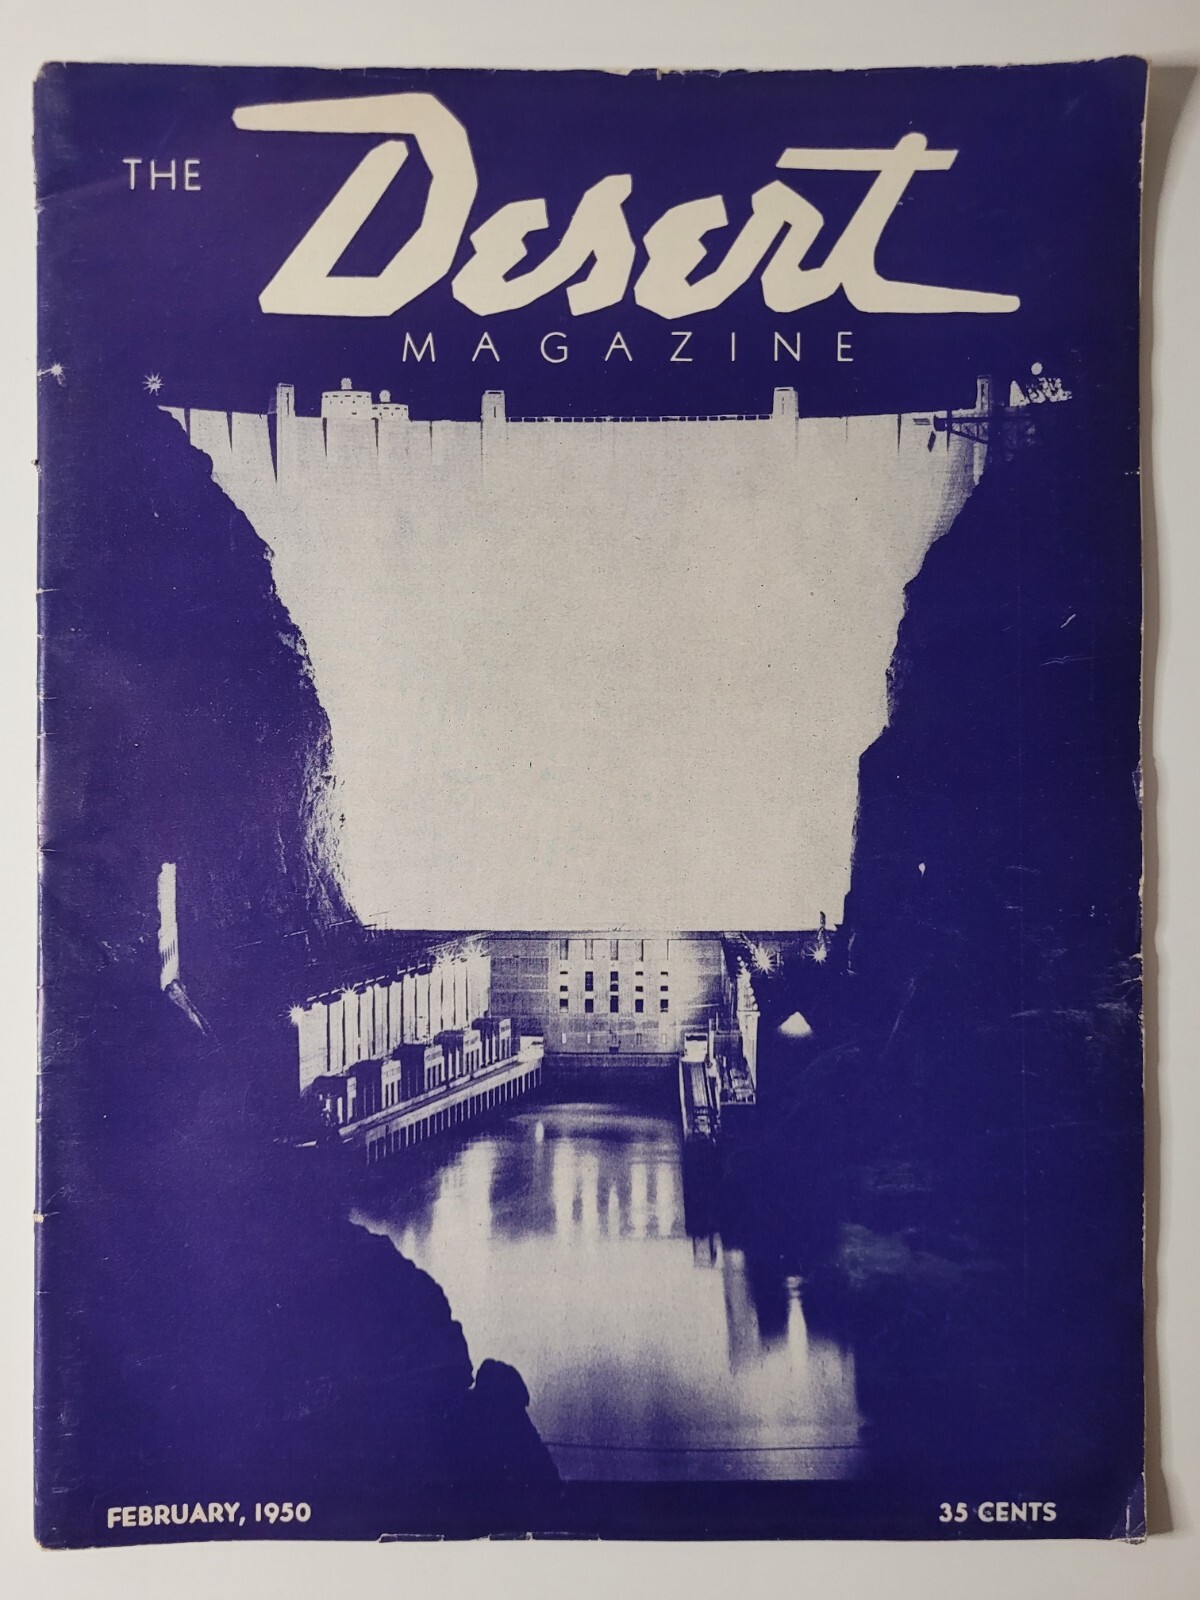 THE
Desert
MAGAZINE
FEBRUARY, 1950
35 CENTS